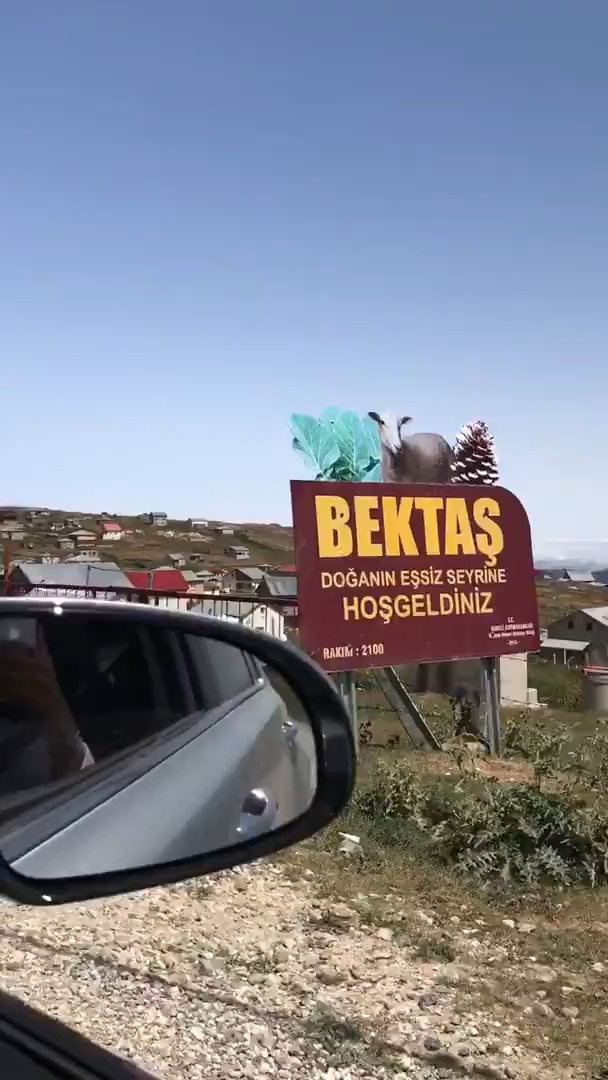 BEKTAŞ
DOĞANIN EŞSİZ SEYRİNE
HOŞGELDİNİZ
RAKIM : 2100
T.C.